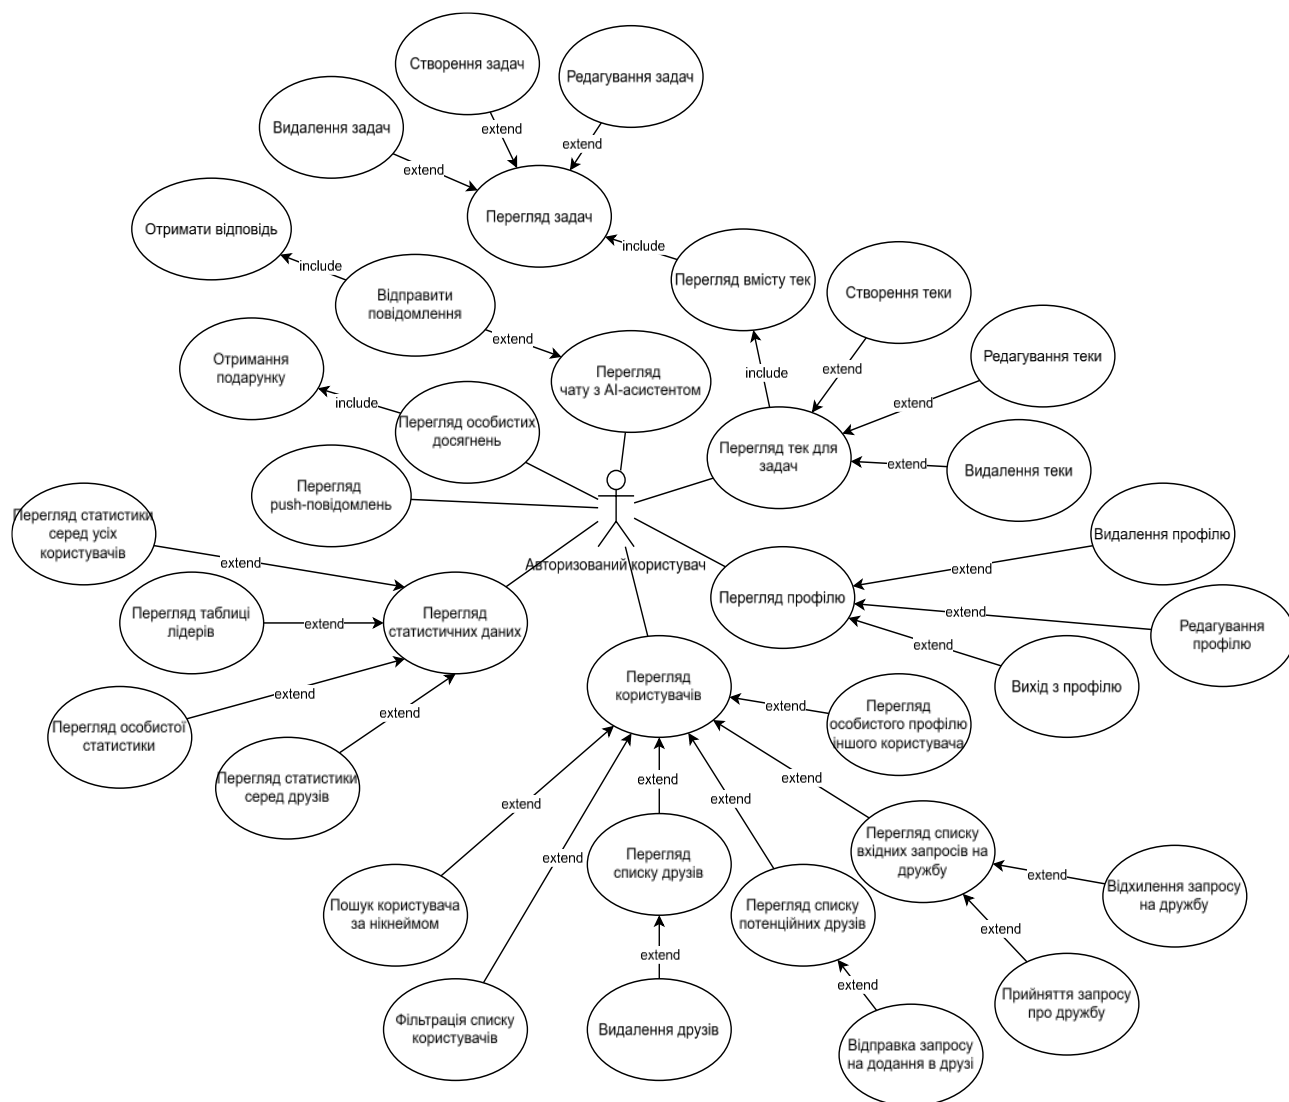 Створення задач
Редагування задач
extend
extend
Видалення задач
extend
Перегляд задач
Отримати відповідь
include
include
Перегляд вмісту тек
Створення теки
Відправити
повідомлення
extend
Отримання
подарунку
include
Перегляд
чату з AI-асистентом
include
extend
Редагування теки
extend
Перегляд особистих
досягнень
Перегляд тек для
задач
extend
Видалення теки
Перегляд
push-повідомлень
Перегляд статистики
серед усіх
користувачів
extend
Авторизований користувач
Видалення профілю
extend
Перегляд профілю
extend
Редагування
профілю
extend
Вихід з профілю
Перегляд таблиці
лідерів
extend
Перегляд
статистичних даних
Перегляд особистої
статистики
extend
extend
Перегляд статистики
серед друзів
Перегляд
користувачів
extend
Перегляд
особистого профілю
іншого користувача
extend
extend
extend
extend
extend
Перегляд
списку друзів
Перегляд списку
вхідних запросів на
дружбу
extend
Відхилення запросу
на дружбу
Пошук користувача
за нікнеймом
Перегляд списку
потенційних друзів
extend
extend
extend
Прийняття запросу
про дружбу
Фільтрація списку
користувачів
Видалення друзів
Відправка запросу
на додання в друзі